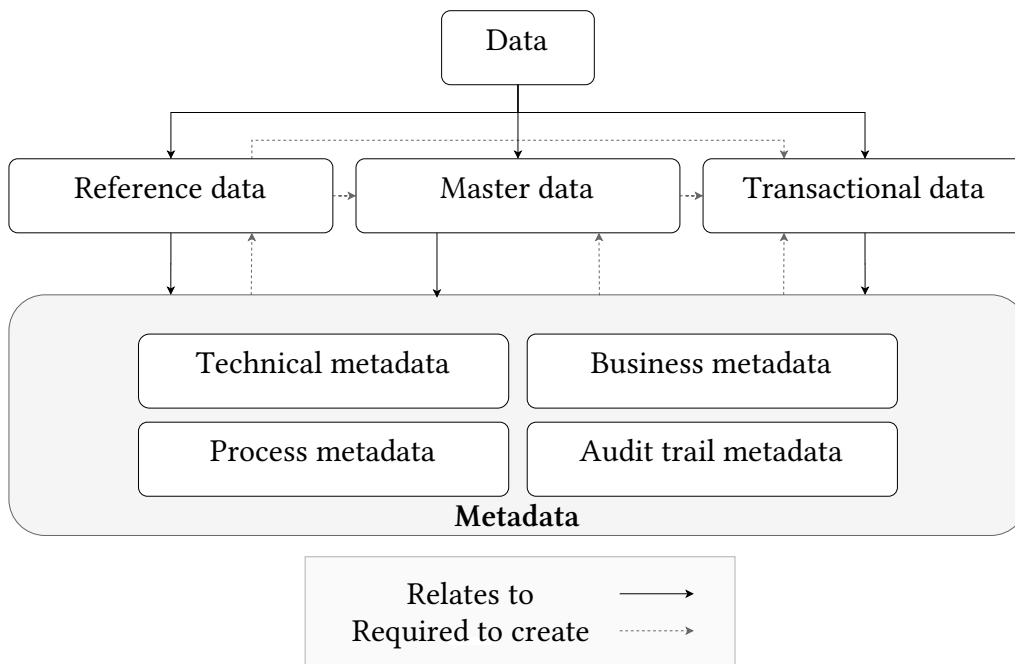 Data
Reference data
Master data
Transactional data
Technical metadata
Business metadata
Process metadata
Audit trail metadata
Metadata
Relates to
Required to create